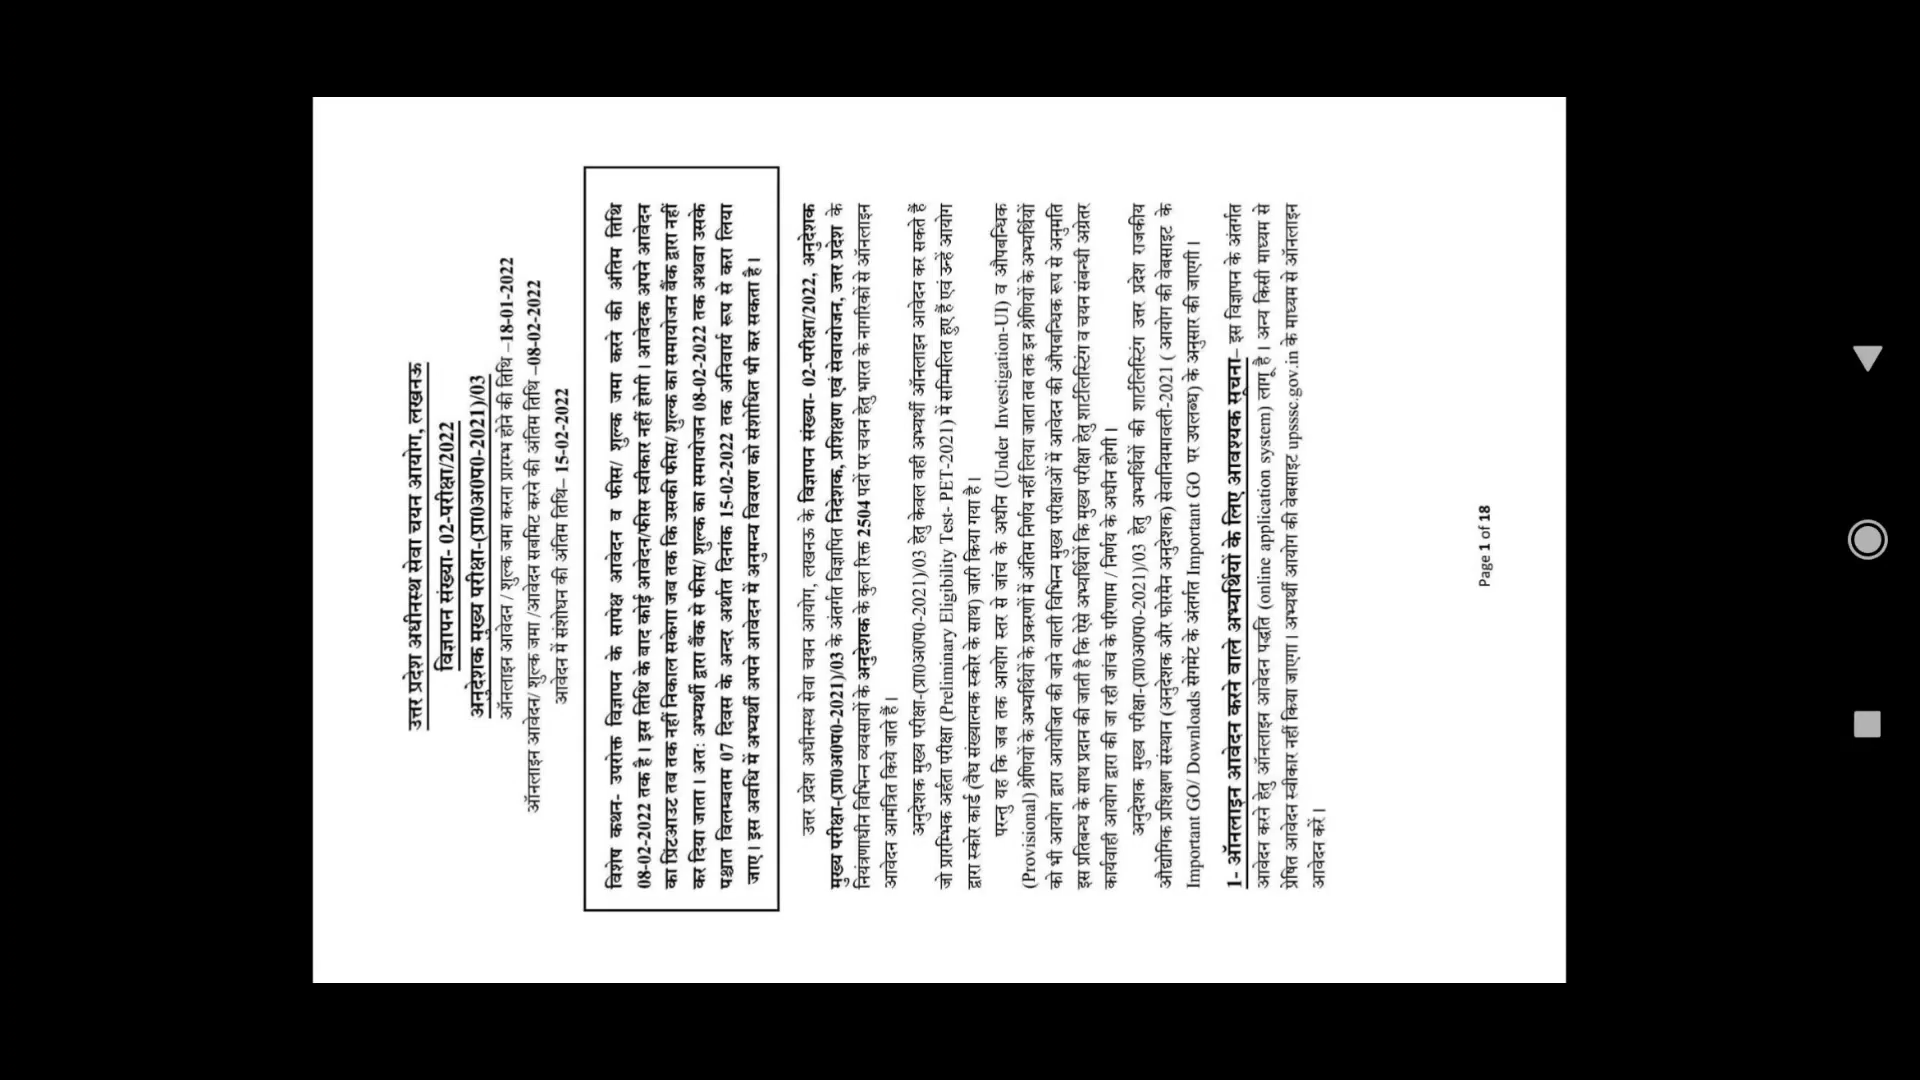 उत्तर प्रदेश अधीनस्थ सेवा चयन आयोग, लखनऊ
विज्ञापन संख्या- 02-परीक्षा/2022
अनुदेशक मुख्य परीक्षा-(प्रा0अ0प0-2021)/03
ऑनलाइन आवेदन / शुल्क जमा करना प्रारम्भ होने की तिथि –18-01-2022
ऑनलाइन आवेदन/ शुल्क जमा /आवेदन सबमिट करने की अंतिम तिथि –08-02-2022
आवेदन में संशोधन की अंतिम तिथि– 15-02-2022
विशेष कथन- उपरोक्त विज्ञापन के सापेक्ष आवेदन व फीस/ शुल्क जमा करने की अंतिम तिथि
08-02-2022 तक है। इस तिथि के बाद कोई आवेदन/फीस स्वीकार नहीं होगी। आवेदक अपने आवेदन
का प्रिंटआउट तब तक नहीं निकाल सकेगा जब तक कि उसकी फीस/ शुल्क का समायोजन बैंक द्वारा नहीं
कर दिया जाता। अतः अभ्यर्थी द्वारा बैंक से फीस/ शुल्क का समायोजन 08-02-2022 तक अथवा उसके
पश्चात विलम्बतम 07 दिवस के अन्दर अर्थात दिनांक 15-02-2022 तक अनिवार्य रूप से करा लिया
जाए। इस अवधि में अभ्यर्थी अपने आवेदन में अनुमन्य विवरण को संशोधित भी कर सकता है।
उत्तर प्रदेश अधीनस्थ सेवा चयन आयोग, लखनऊ के विज्ञापन संख्या- 02-परीक्षा/2022, अनुदेशक
मुख्य परीक्षा-(प्रा0अ0प0-2021)/03 के अंतर्गत विज्ञापित निदेशक, प्रशिक्षण एवं सेवायोजन, उत्तर प्रदेश के
नियंत्रणाधीन विभिन्न व्यवसायों के अनुदेशक के कुल रिक्त 2504 पदों पर चयन हेतु भारत के नागरिकों से ऑनलाइन
आवेदन आमंत्रित किये जाते हैं।
अनुदेशक मुख्य परीक्षा-(प्रा0अ0प0-2021)/03 हेतु केवल वही अभ्यर्थी ऑनलाइन आवेदन कर सकते हैं
जो प्रारम्भिक अर्हता परीक्षा (Preliminary Eligibility Test- PET-2021) में सम्मिलित हुए हैं एवं उन्हें आयोग
द्वारा स्कोर कार्ड (वैध संख्यात्मक स्कोर के साथ) जारी किया गया है।
परन्तु यह कि जब तक आयोग स्तर से जांच के अधीन (Under Investigation-UI) व औपबन्धिक
(Provisional) श्रेणियों के अभ्यर्थियों के प्रकरणों में अंतिम निर्णय नहीं लिया जाता तब तक इन श्रेणियों के अभ्यर्थियों
को भी आयोग द्वारा आयोजित की जाने वाली विभिन्न मुख्य परीक्षाओं में आवेदन की औपबन्धिक रूप से अनुमति
इस प्रतिबन्ध के साथ प्रदान की जाती है कि ऐसे अभ्यर्थियों कि मुख्य परीक्षा हेतु शार्टलिस्टिंग व चयन संबन्धी अग्रेतर
कार्यवाही आयोग द्वारा की जा रही जांच के परिणाम / निर्णय के अधीन होगी।
अनुदेशक मुख्य परीक्षा-(प्रा0अ0प0-2021)/03 हेतु अभ्यर्थियों की शार्टलिस्टिंग उत्तर प्रदेश राजकीय
औद्योगिक प्रशिक्षण संस्थान (अनुदेशक और फोरमैन अनुदेशक) सेवानियमावली-2021 ( आयोग की वेबसाइट के
Important GO/ Downloads सेगमेंट के अंतर्गत Important GO पर उपलब्ध) के अनुसार की जाएगी।
1- ऑनलाइन आवेदन करने वाले अभ्यर्थियों के लिए आवश्यक सूचना– इस विज्ञापन के अंतर्गत
आवेदन करने हेतु ऑनलाइन आवेदन पद्धति (online application system) लागू है। अन्य किसी माध्यम से
प्रेषित आवेदन स्वीकार नहीं किया जाएगा। अभ्यर्थी आयोग की वेबसाइट upsssc.gov.in के माध्यम से ऑनलाइन
आवेदन करें।
Page 1 of 18